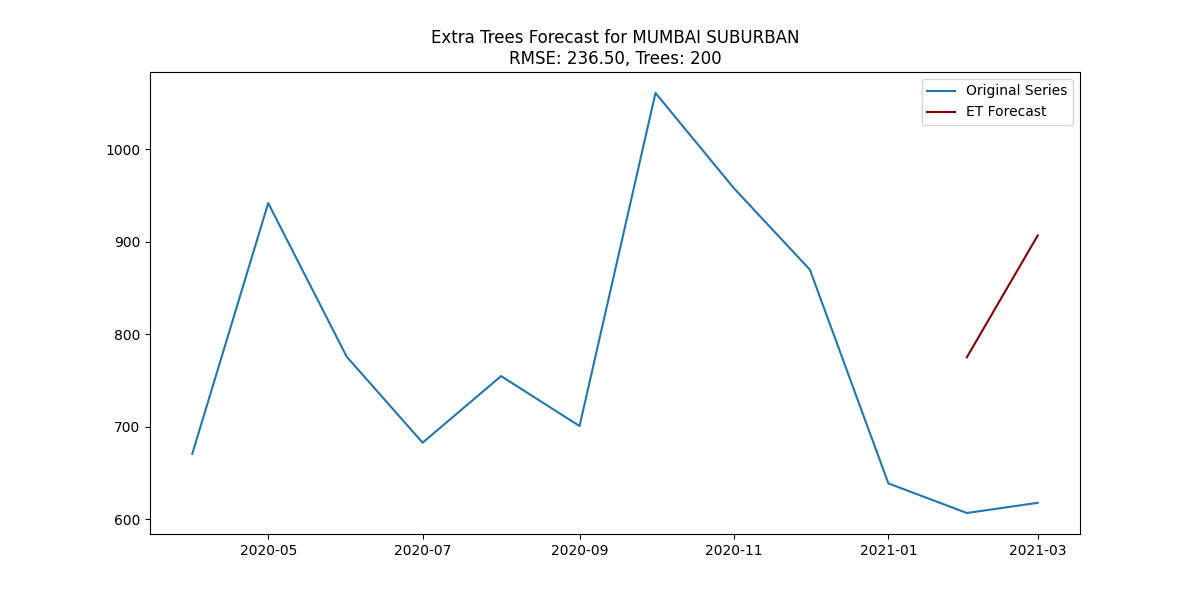 Extra Trees Forecast for MUMBAI SUBURBAN
RMSE: 236.50, Trees: 200
Original Series
ET Forecast
1000
900
800
700
600
2020-05
2020-07
2020-09
2020-11
2021-01
2021-03